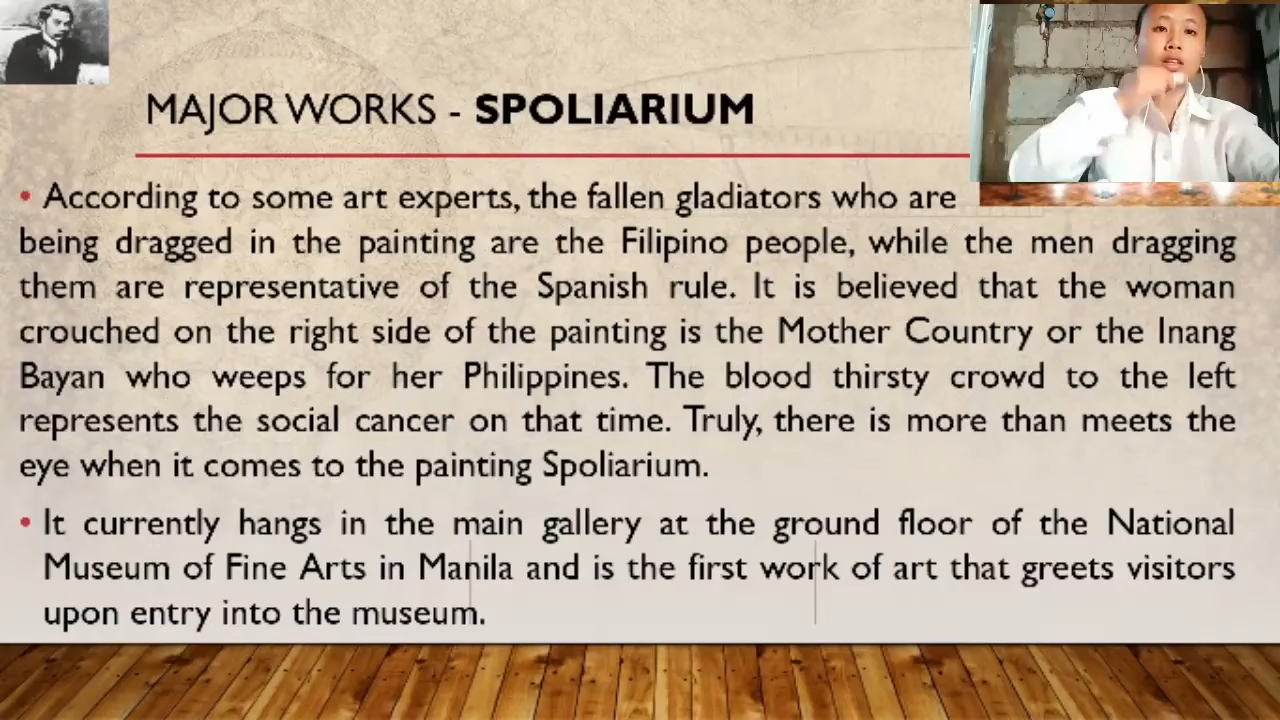 MAJOR WORKS - SPOLIARIUM
• According to some art experts, the fallen gladiators who are
being dragged in the painting are the Filipino people, while the men dragging
them are representative of the Spanish rule. It is believed that the woman
crouched on the right side of the painting is the Mother Country or the Inang
Bayan who weeps for her Philippines. The blood thirsty crowd to the left
represents the social cancer on that time. Truly, there is more than meets the
eye when it comes to the painting Spoliarium.
• It currently hangs in the main gallery at the ground floor of the National
Museum of Fine Arts in Manila and is the first work of art that greets visitors
upon entry into the museum.